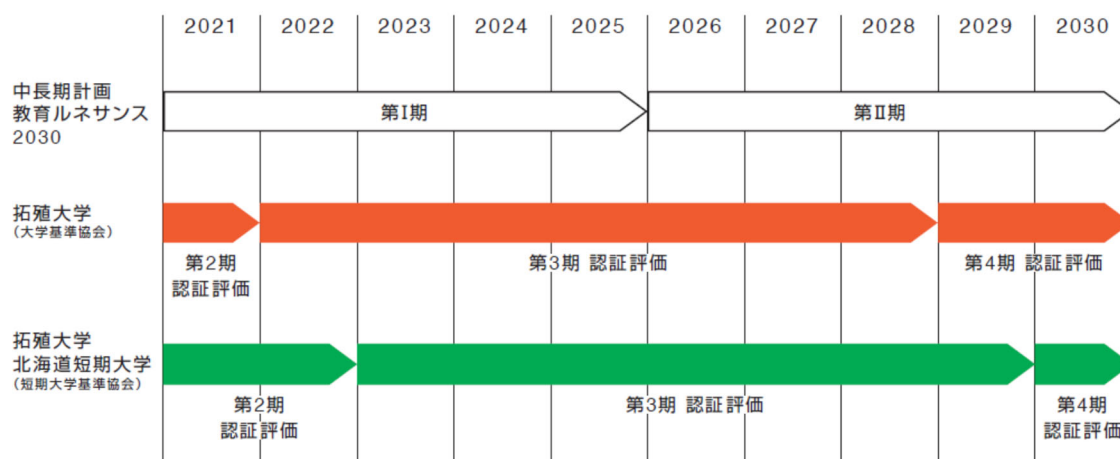 2021 2022 2023 2024 2025 2026 2027 2028 2029 2030
中長期計画
教育ルネサンス
2030
第Ⅰ期 第Ⅱ期
拓殖大学
（大学基準協会）
第2期
認証評価
第3期 認証評価
第4期 認証評価
拓殖大学
北海道短期大学
（短期大学基準協会）
第2期
認証評価
第3期 認証評価
第4期
認証評価